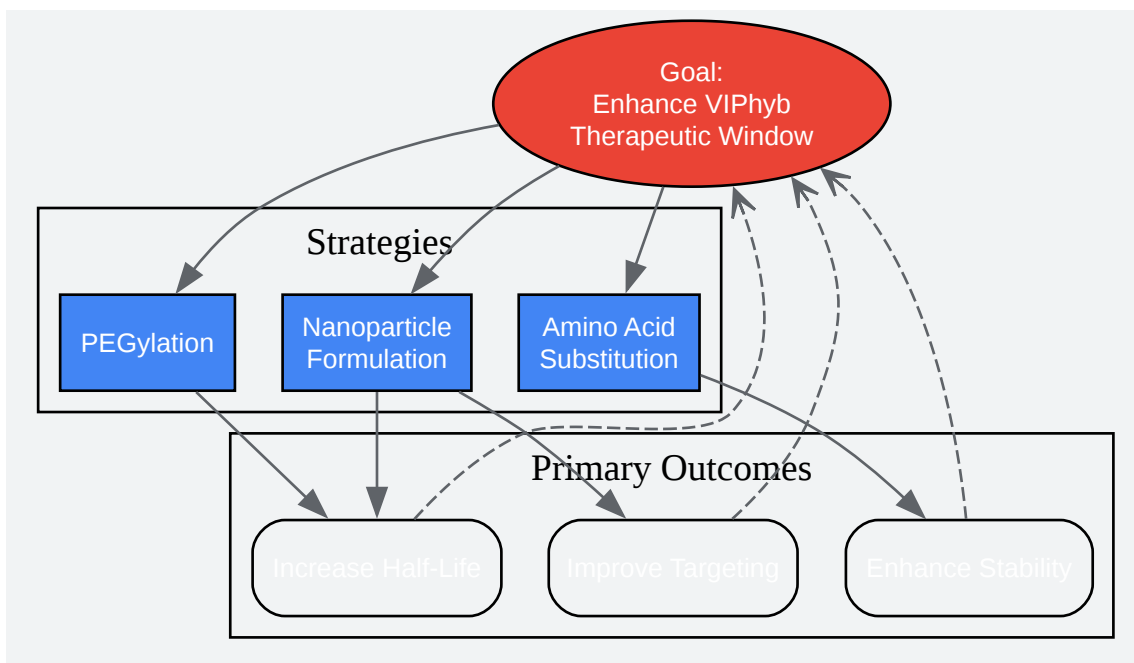 Goal:
Enhance VIPhyb
Therapeutic Window
Strategies
PEGylation
Nanoparticle
Formulation
Amino Acid
Substitution
Primary Outcomes
Increase Half-Life
Improve Targeting
Enhance Stability